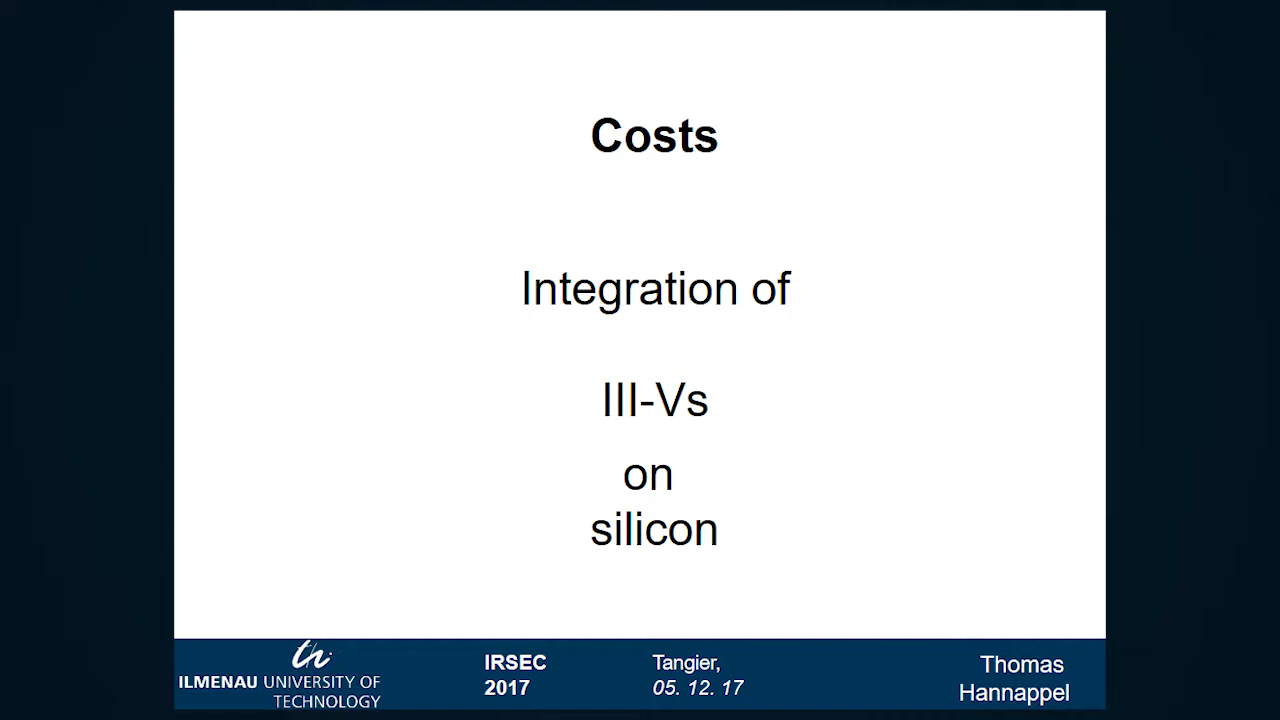 Costs
Integration of
III-Vs
on
silicon
th
ILMENAU UNIVERSITY OF
TECHNOLOGY
IRSEC
2017
Tangier,
05. 12. 17
Thomas
Hannappel